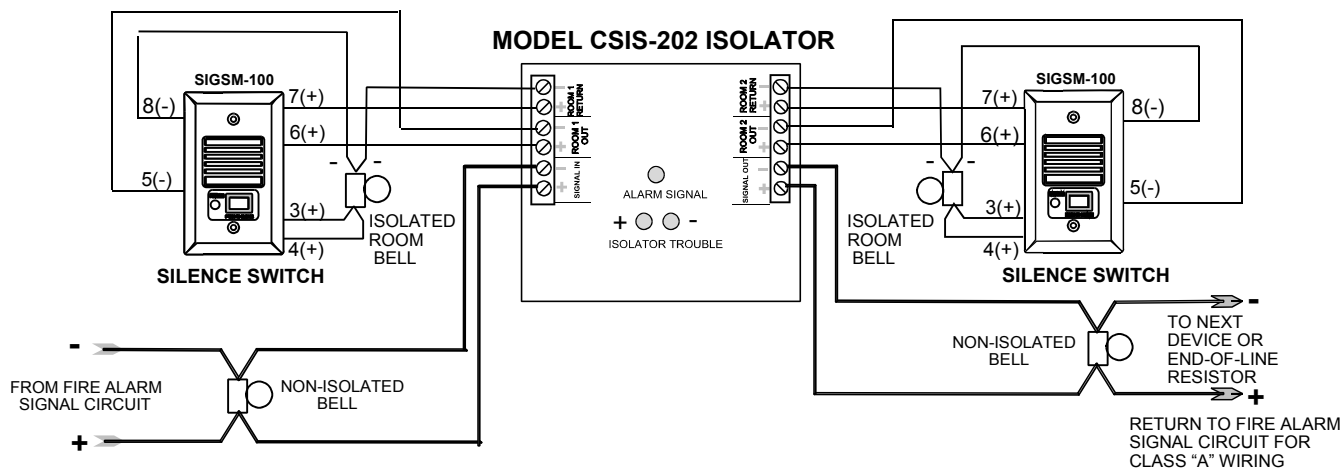 MODEL CSIS-202 ISOLATOR
SIGSM-100
8(-)
7(+)
6(+)
5(-)
3(+)
4(+)
- -
ISOLATED
ROOM
BELL
SILENCE SWITCH
- +
ROOM 1
RETURN
- +
ROOM 1
OUT
- +
SIGNAL IN
ALARM SIGNAL
+ -
ISOLATOR TROUBLE
ROOM 2
RETURN
- +
ROOM 2
OUT
- +
SIGNAL OUT
- +
SIGSM-100
7(+)
8(-)
6(+)
5(-)
3(+)
4(+)
- -
ISOLATED
ROOM
BELL
SILENCE SWITCH
-
FROM FIRE ALARM
SIGNAL CIRCUIT
+
NON-ISOLATED
BELL
NON-ISOLATED
BELL
-
TO NEXT
DEVICE OR
END-OF-LINE
RESISTOR
+
RETURN TO FIRE ALARM
SIGNAL CIRCUIT FOR
CLASS “A” WIRING